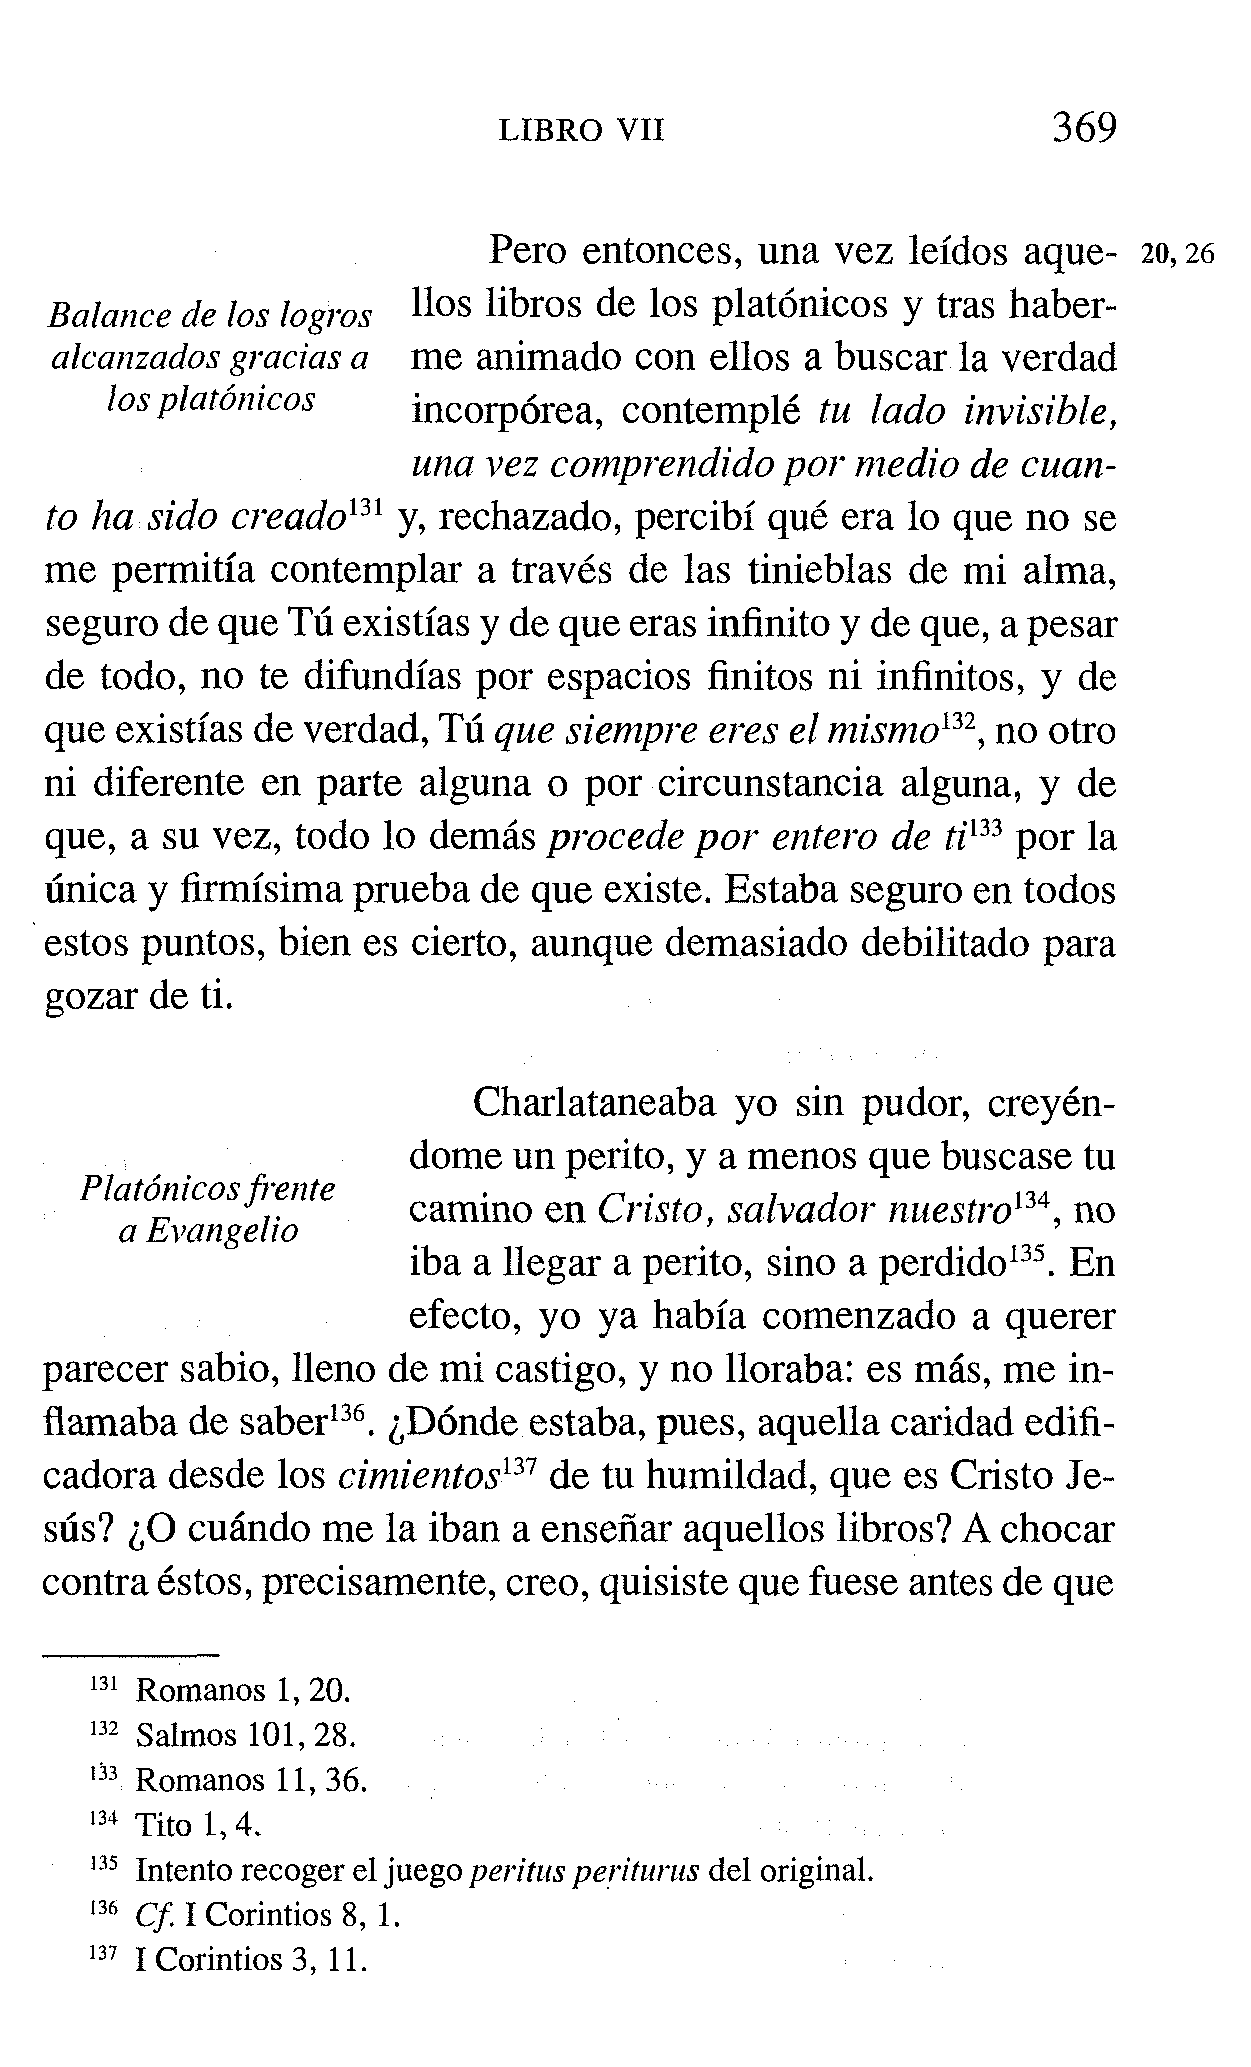 LIBRO VII 369
Pero entonces, una vez leídos aque- 20, 26
Balance de los logros
alcanzados gracias a
los platónicos
llos libros de los platónicos y tras haber-
me animado con ellos a buscar la verdad
incorpórea, contemplé tu lado invisible,
una vez comprendido por medio de cuan-
to ha sido creado¹³¹ y, rechazado, percibí qué era lo que no se
me permitía contemplar a través de las tinieblas de mi alma,
seguro de que Tú existías y de que eras infinito y de que, a pesar
de todo, no te difundías por espacios finitos ni infinitos, y de
que existías de verdad, Tú que siempre eres el mismo¹³², no otro
ni diferente en parte alguna o por circunstancia alguna, y de
que, a su vez, todo lo demás procede por entero de ti¹³³ por la
única y firmísima prueba de que existe. Estaba seguro en todos
estos puntos, bien es cierto, aunque demasiado debilitado para
gozar de ti.
Charlataneaba yo sin pudor, creyén-
Platónicos frente
a Evangelio
dome un perito, y a menos que buscase tu
camino en Cristo, salvador nuestro¹³⁴, no
iba a llegar a perito, sino a perdido¹³⁵. En
efecto, yo ya había comenzado a querer
parecer sabio, lleno de mi castigo, y no lloraba: es más, me in-
flamaba de saber¹³⁶. ¿Dónde estaba, pues, aquella caridad edifi-
cadora desde los cimientos¹³⁷ de tu humildad, que es Cristo Je-
sús? ¿O cuándo me la iban a enseñar aquellos libros? A chocar
contra éstos, precisamente, creo, quisiste que fuese antes de que
¹³¹ Romanos 1, 20.
¹³² Salmos 101, 28.
¹³³ Romanos 11, 36.
¹³⁴ Tito 1, 4.
¹³⁵ Intento recoger el juego peritus periturus del original.
¹³⁶ Cf. I Corintios 8, 1.
¹³⁷ I Corintios 3, 11.